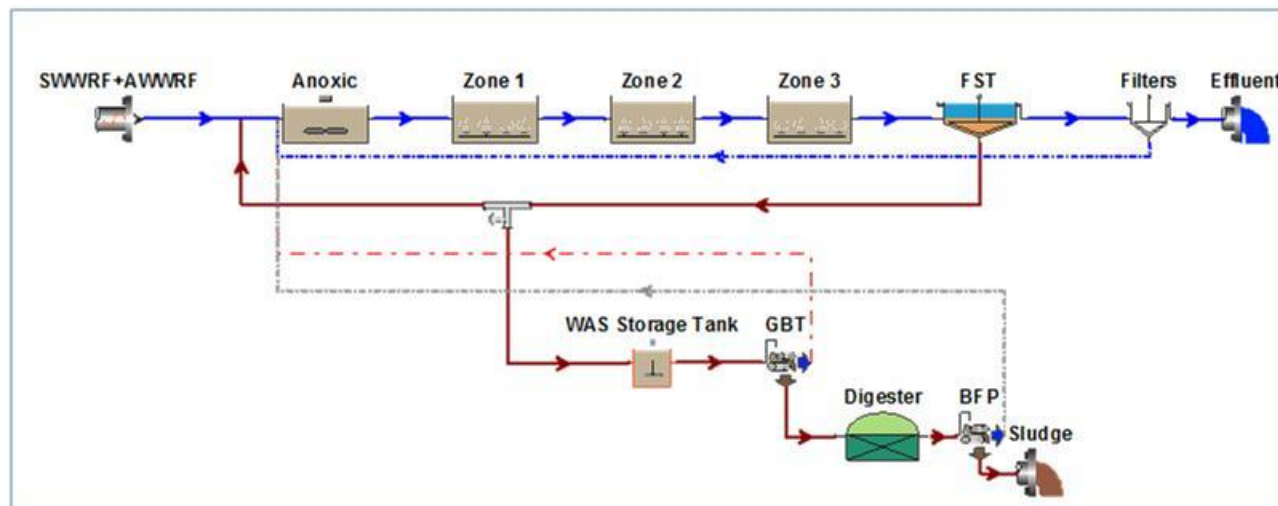 SWWRF+AWWRF
Anoxic
Zone 1
Zone 2
Zone 3
FST
Filters
Effluent
WAS Storage Tank
GBT
Digester
BFP
Sludge